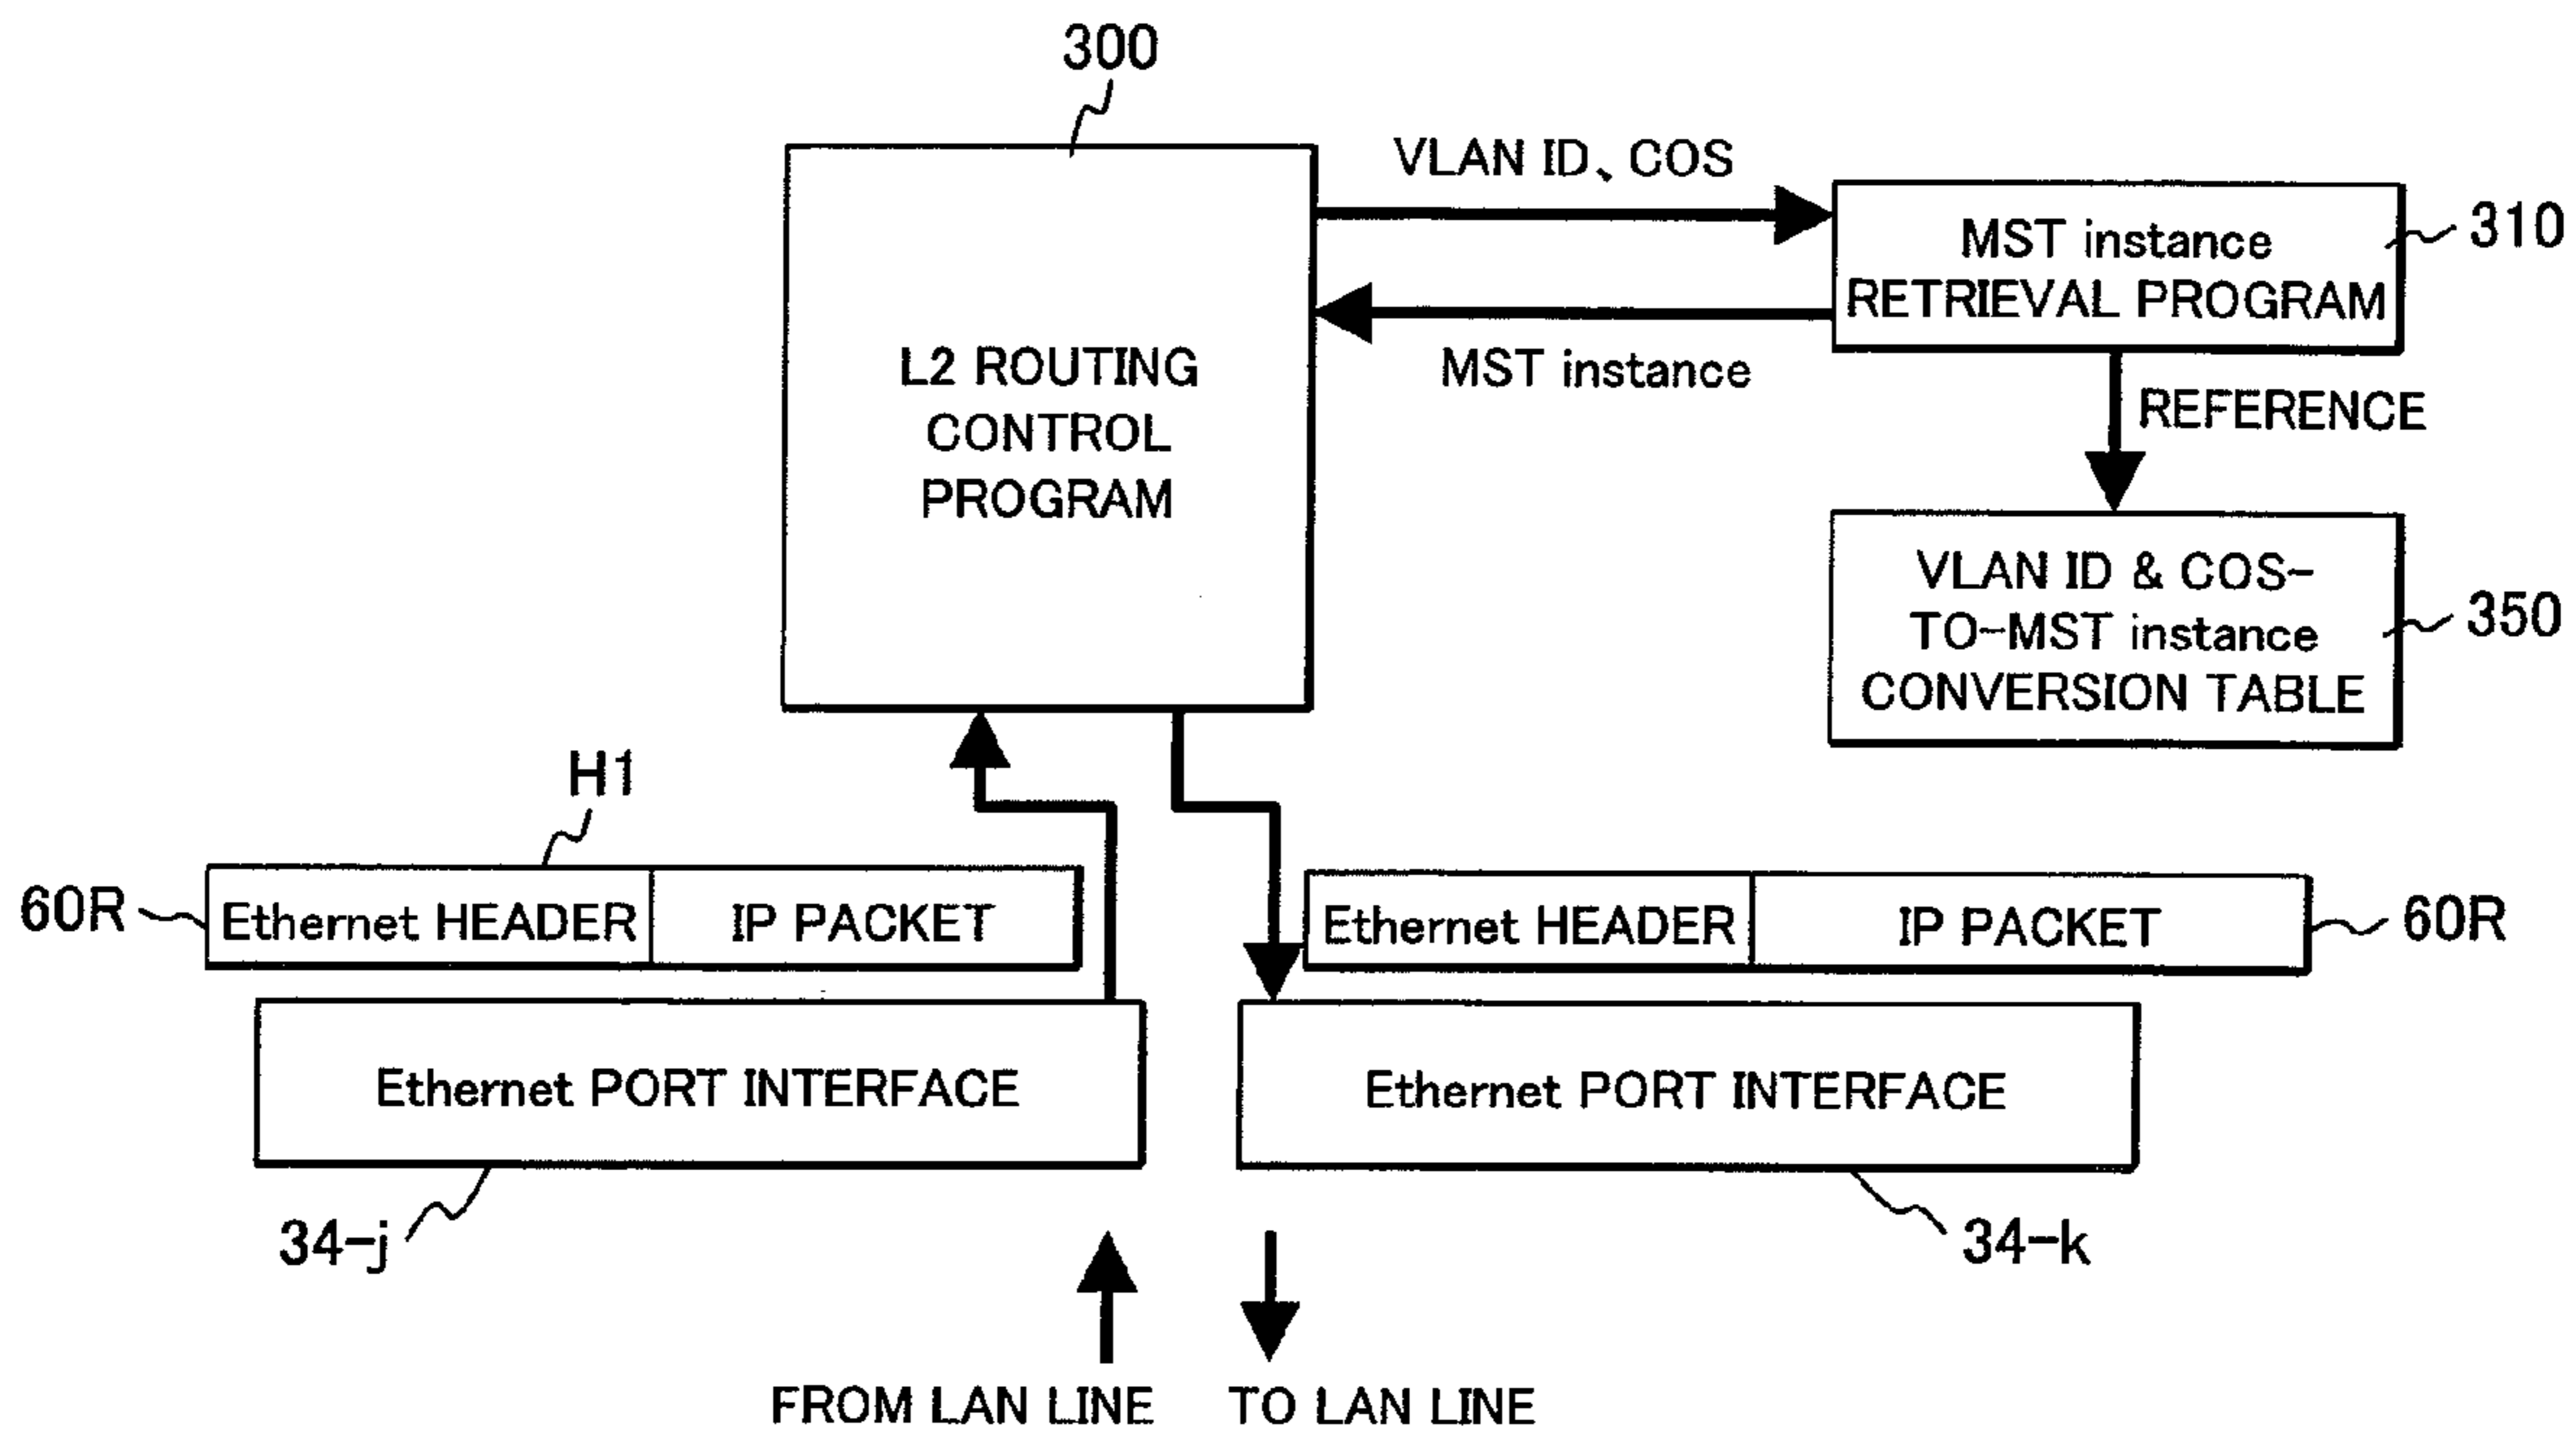 300
VLAN ID、COS
MST instance
RETRIEVAL PROGRAM
310
L2 ROUTING
CONTROL
PROGRAM
MST instance
REFERENCE
VLAN ID & COS-
TO-MST instance
CONVERSION TABLE
350
H1
60R
Ethernet HEADER
IP PACKET
Ethernet HEADER
IP PACKET
60R
Ethernet PORT INTERFACE
Ethernet PORT INTERFACE
34-j
34-k
FROM LAN LINE
TO LAN LINE